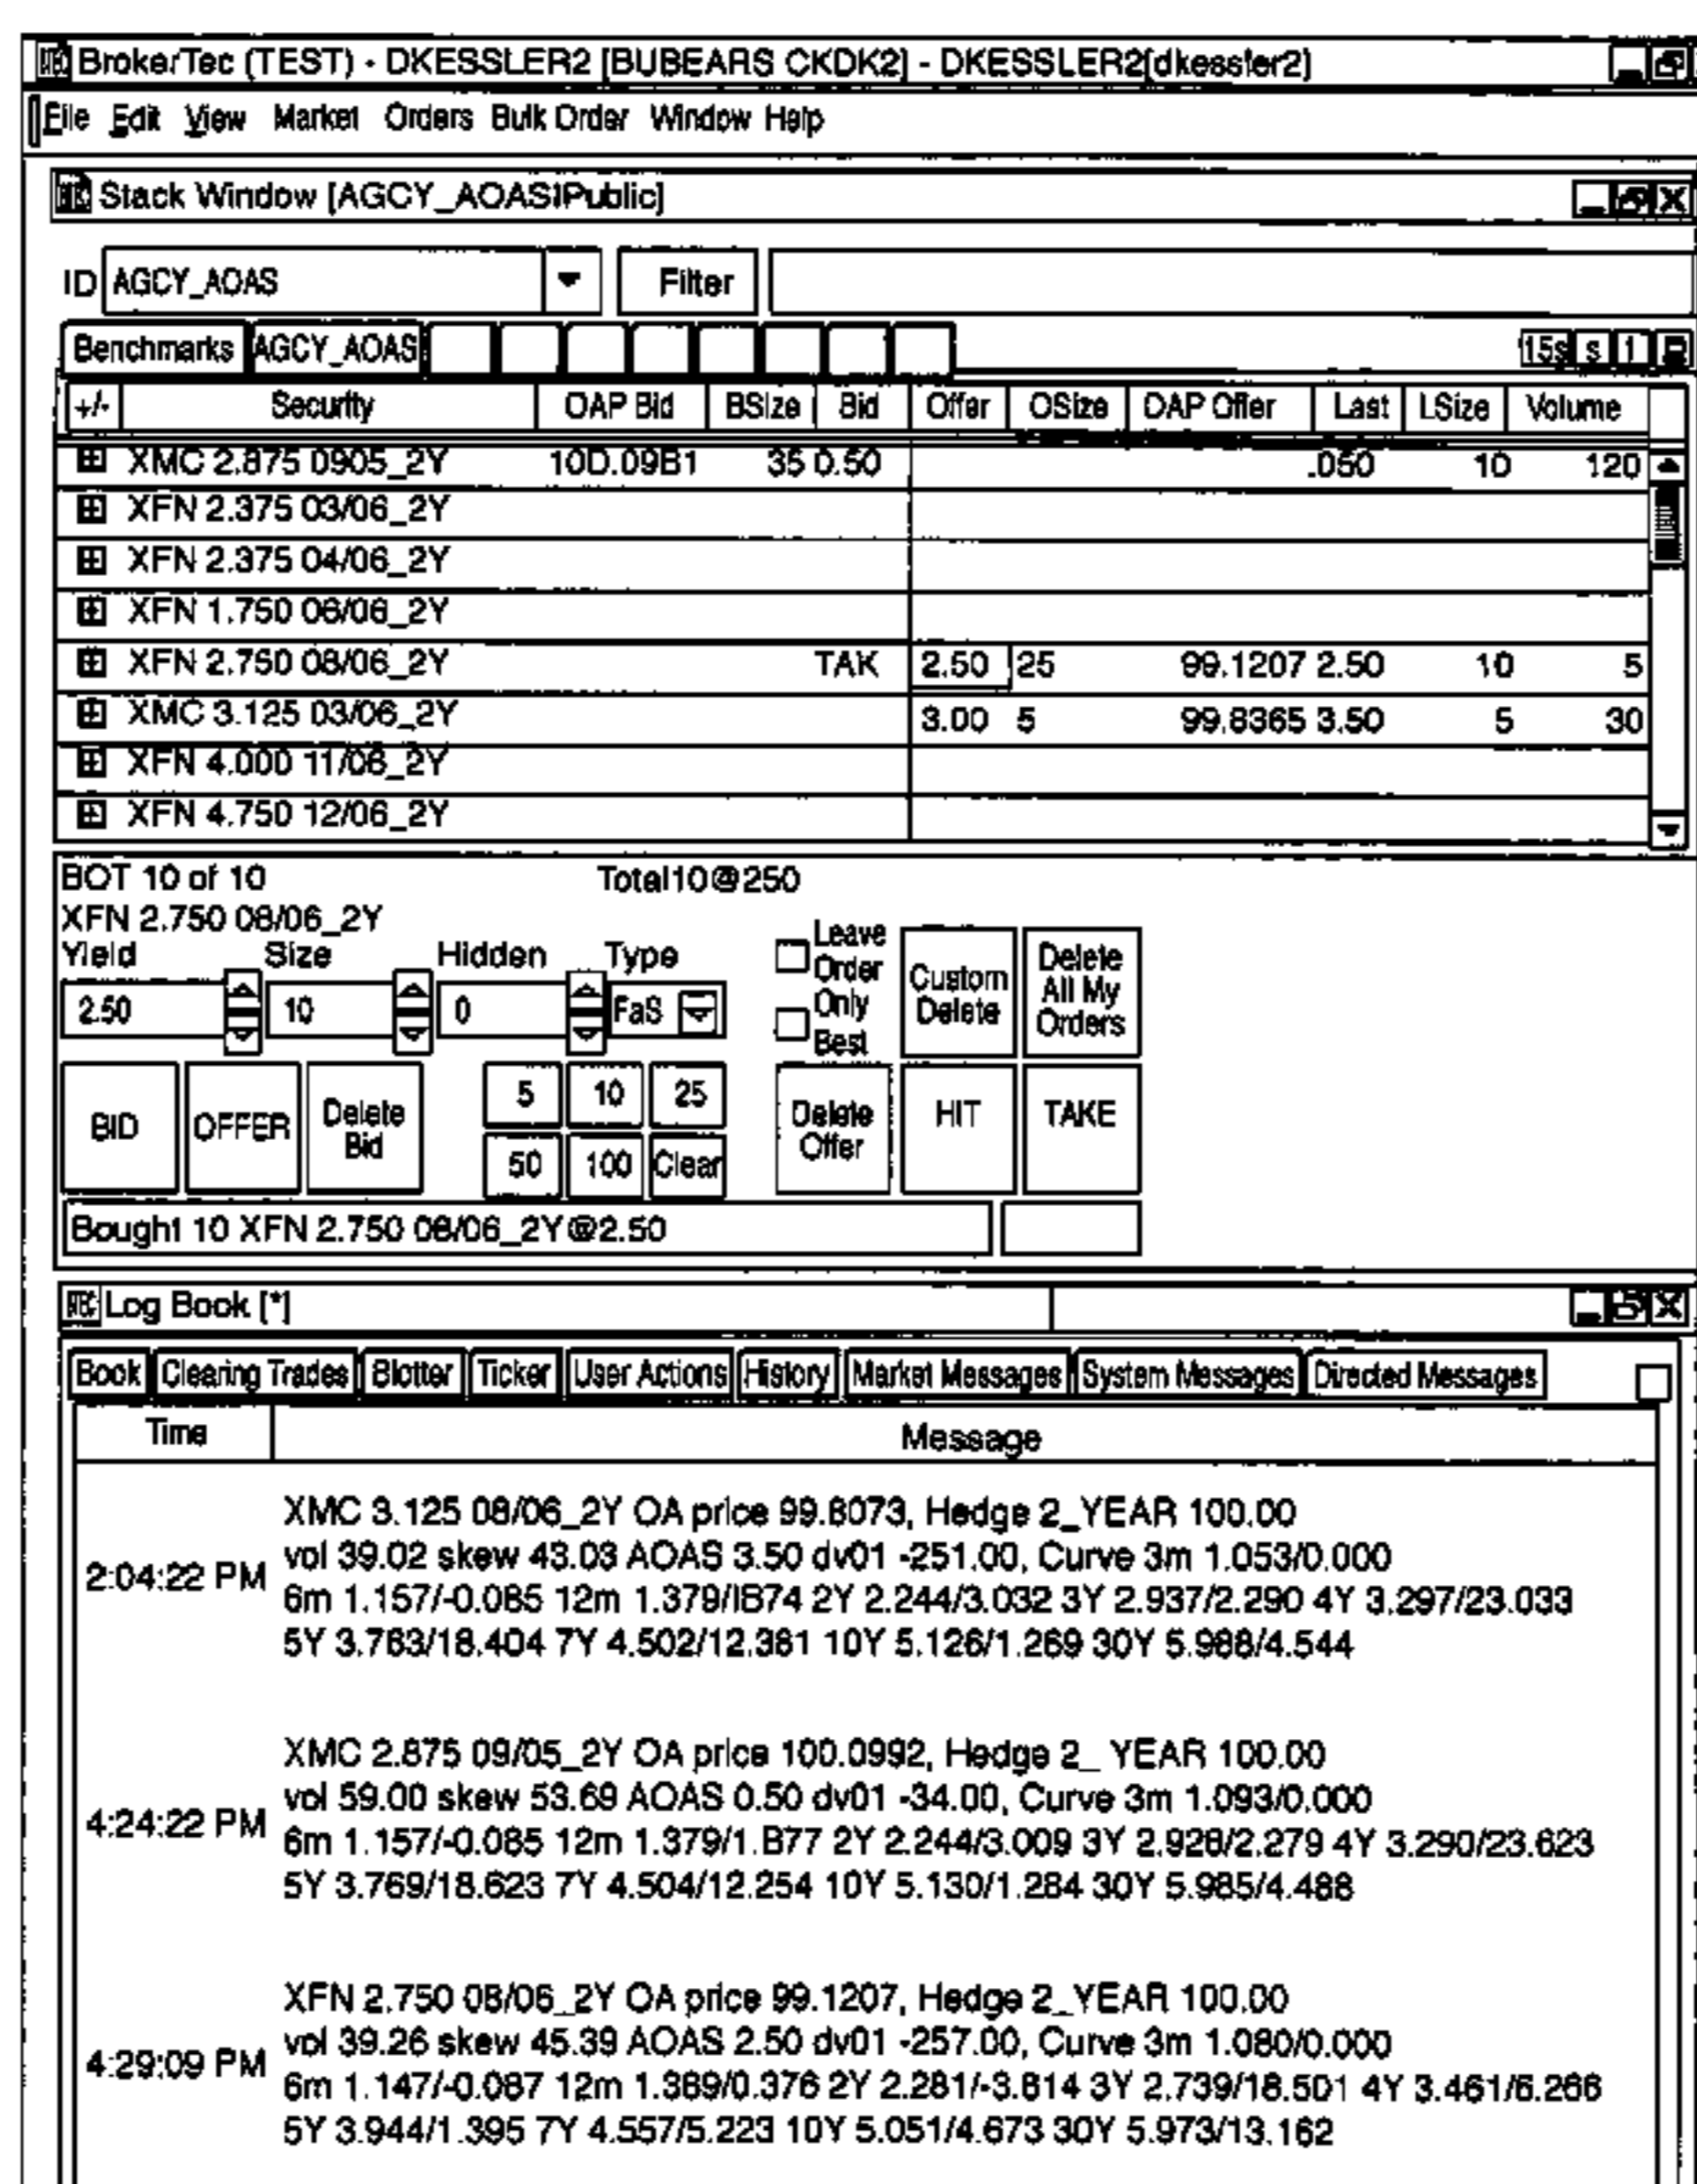 BrokerTec (TEST) - DKESSLER2 [BUBEARS CKDK2] - DKESSLER2[dkessler2]
File Edit View Market Orders Bulk Order Window Help
Stack Window [AGCY_AOAS!Public]
ID AGCY_AOAS Filter
Benchmarks AGCY_AOAS 15s s 1
+/- Security OAP Bid BSize Bid Offer OSize OAP Offer Last LSize Volume
XMC 2.875 0905_2Y 100.09B1 35 0.50 .050 10 120
XFN 2.375 03/06_2Y
XFN 2.375 04/06_2Y
XFN 1.750 06/06_2Y
XFN 2.750 08/06_2Y TAK 2.50 25 99.1207 2.50 10 5
XMC 3.125 03/06_2Y 3.00 5 99.8365 3.50 5 30
XFN 4.000 11/06_2Y
XFN 4.750 12/06_2Y
BOT 10 of 10 Total10@250
XFN 2.750 08/06_2Y
Yield Size Hidden Type
2.50 10 0 FaS
Leave
Order
Only
Best
Custom
Delete
Delete
All My
Orders
BID OFFER Delete
Bid
5 10 25
50 100 Clear
Delete
Offer
HIT TAKE
Bought 10 XFN 2.750 08/06_2Y@2.50
Log Book [*]
Book Clearing Trades Blotter Ticker User Actions History Market Messages System Messages Directed Messages
Time Message
XMC 3.125 08/06_2Y OA price 99.8073, Hedge 2_YEAR 100.00
2:04:22 PM vol 39.02 skew 43.03 AOAS 3.50 dv01 -251.00, Curve 3m 1.053/0.000
6m 1.157/-0.085 12m 1.379/IB74 2Y 2.244/3.032 3Y 2.937/2.290 4Y 3.297/23.033
5Y 3.763/18.404 7Y 4.502/12.381 10Y 5.126/1.269 30Y 5.988/4.544
XMC 2.875 09/05_2Y OA price 100.0992, Hedge 2_ YEAR 100.00
4:24:22 PM vol 59.00 skew 53.69 AOAS 0.50 dv01 -34.00, Curve 3m 1.093/0.000
6m 1.157/-0.085 12m 1.379/1.B77 2Y 2.244/3.009 3Y 2.928/2.279 4Y 3.290/23.623
5Y 3.769/18.623 7Y 4.504/12.254 10Y 5.130/1.284 30Y 5.985/4.488
XFN 2.750 08/06_2Y OA price 99.1207, Hedge 2_YEAR 100.00
4:29:09 PM vol 39.26 skew 45.39 AOAS 2.50 dv01 -257.00, Curve 3m 1.080/0.000
6m 1.147/-0.087 12m 1.389/0.376 2Y 2.281/-3.814 3Y 2.739/18.501 4Y 3.461/6.266
5Y 3.944/1.395 7Y 4.557/5.223 10Y 5.051/4.673 30Y 5.973/13.162